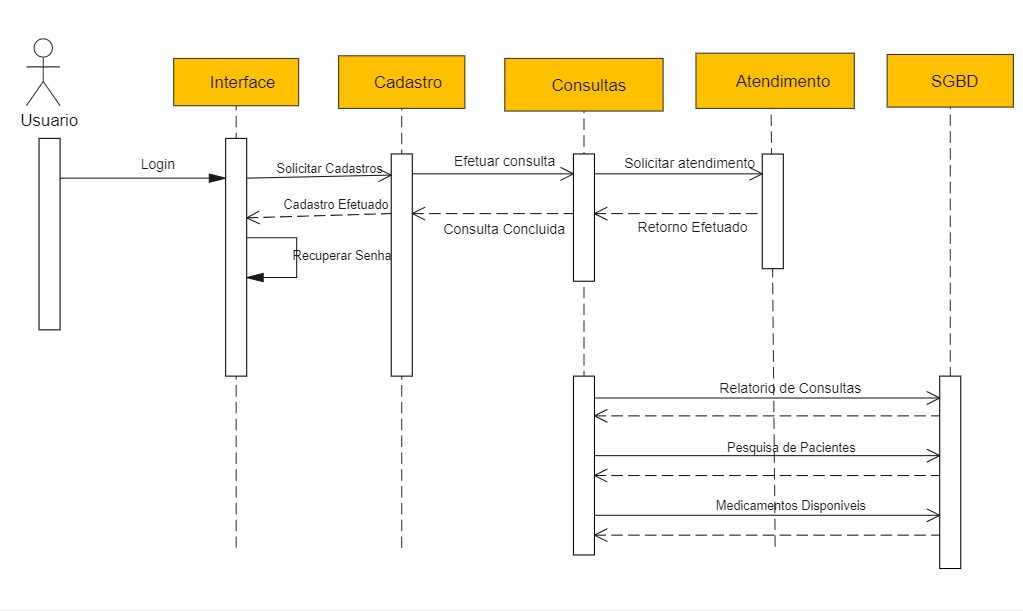 Usuario
Interface
Cadastro
Consultas
Atendimento
SGBD
Login
Solicitar Cadastros
Efetuar consulta
Solicitar atendimento
Cadastro Efetuado
Consulta Concluida
Retorno Efetuado
Recuperar Senha
Relatorio de Consultas
Pesquisa de Pacientes
Medicamentos Disponiveis